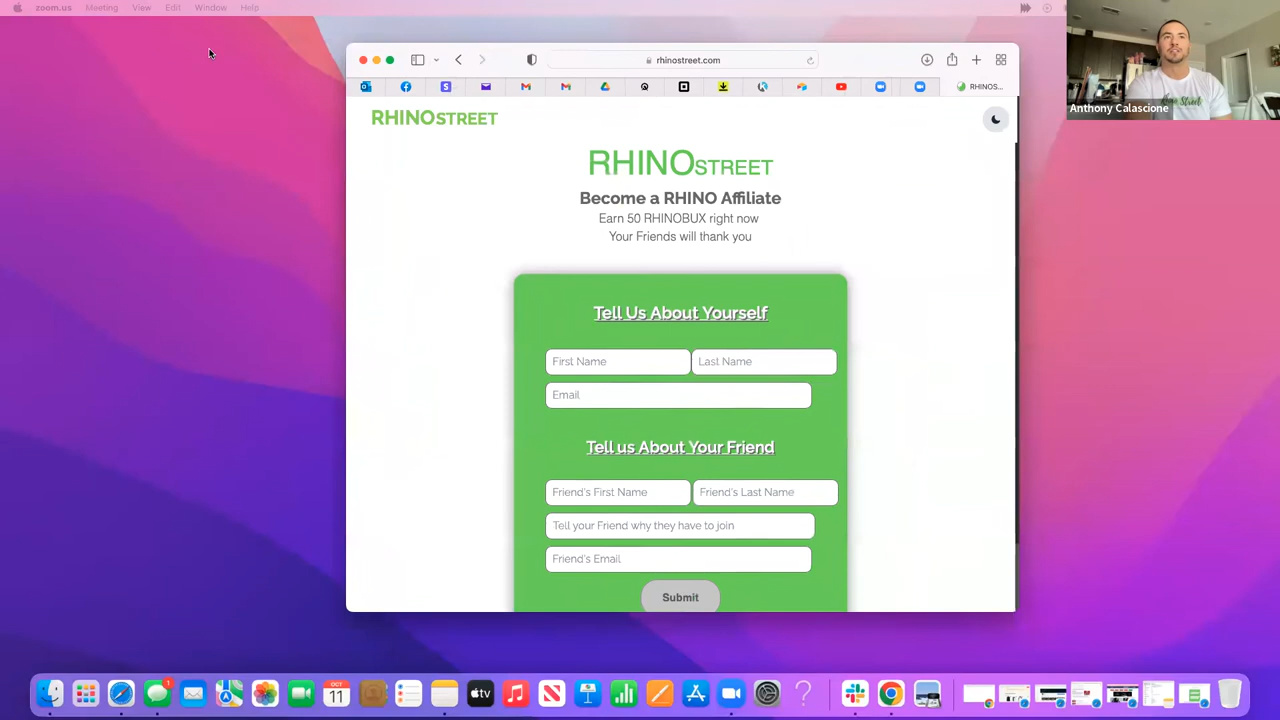 zoom.us Meeting View Edit Window Help
rhinostreet.com
RHINOS...
Anthony Calascione
RHINOSTREET
RHINOSTREET
Become a RHINO Affiliate
Earn 50 RHINOBUX right now
Your Friends will thank you
Tell Us About Yourself
First Name Last Name
Email
Tell us About Your Friend
Friend's First Name Friend's Last Name
Tell your Friend why they have to join
Friend's Email
Submit
1
OCT
11
tv